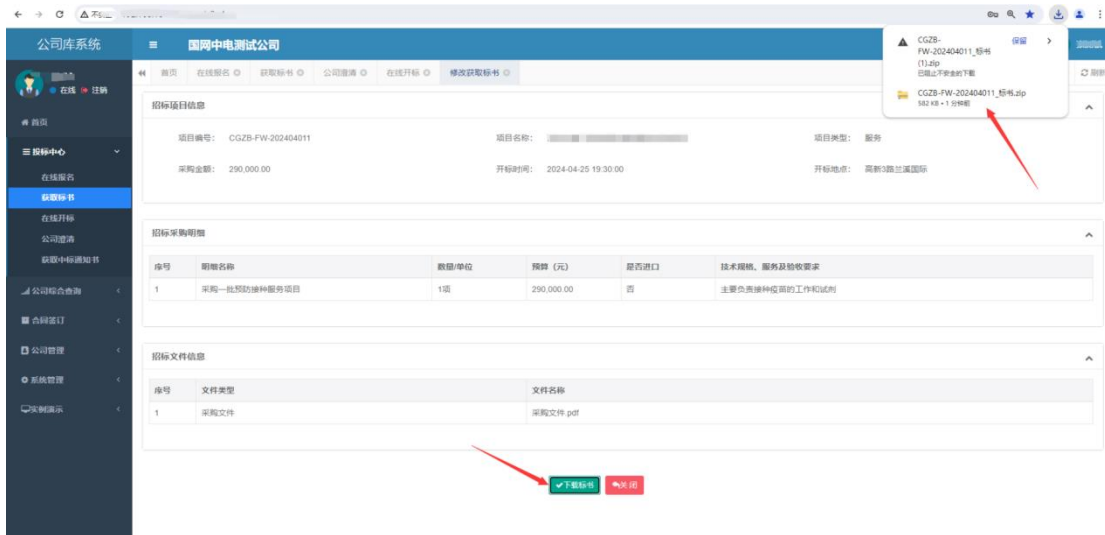 公司库系统
国网中电测试公司
在线 注销
首页
投标中心
在线报名
获取标书
在线开标
公司澄清
获取中标通知书
公司综合查询
合同签订
公司管理
系统管理
实例演示
首页 在线报名 获取标书 公司澄清 在线开标 修改获取标书
CGZB-
FW-202404011_标书
(1).zip
已阻止不安全的下载
保留
CGZB-FW-202404011_标书.zip
582 KB • 1 分钟前
招标项目信息
项目编号: CGZB-FW-202404011 项目名称: 项目类型: 服务
采购金额: 290,000.00 开标时间: 2024-04-25 19:30:00 开标地点: 高新3路兰溪国际
招标采购明细
序号 明细名称 数量/单位 预算（元） 是否进口 技术规格、服务及验收要求
1 采购一批预防接种服务项目 1项 290,000.00 否 主要负责接种疫苗的工作和试剂
招标文件信息
序号 文件类型 文件名称
1 采购文件 采购文件.pdf
下载标书 关闭